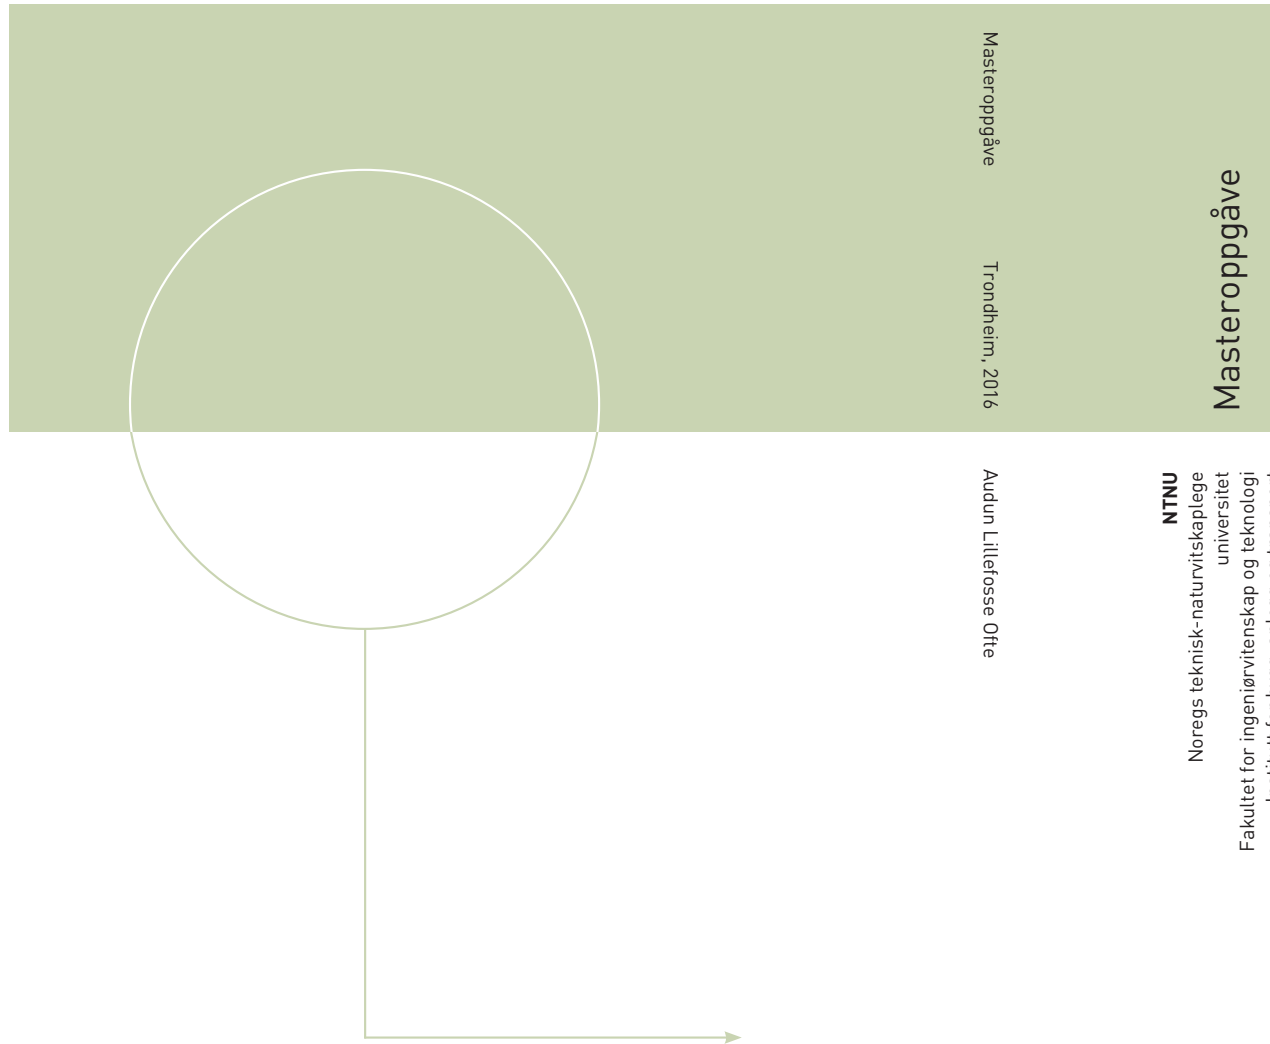 Masteroppgåve
Trondheim, 2016
Audun Lillefosse Ofte
Masteroppgåve
NTNU
Noregs teknisk-naturvitskaplege
universitet
Fakultet for ingeniørvitenskap og teknologi